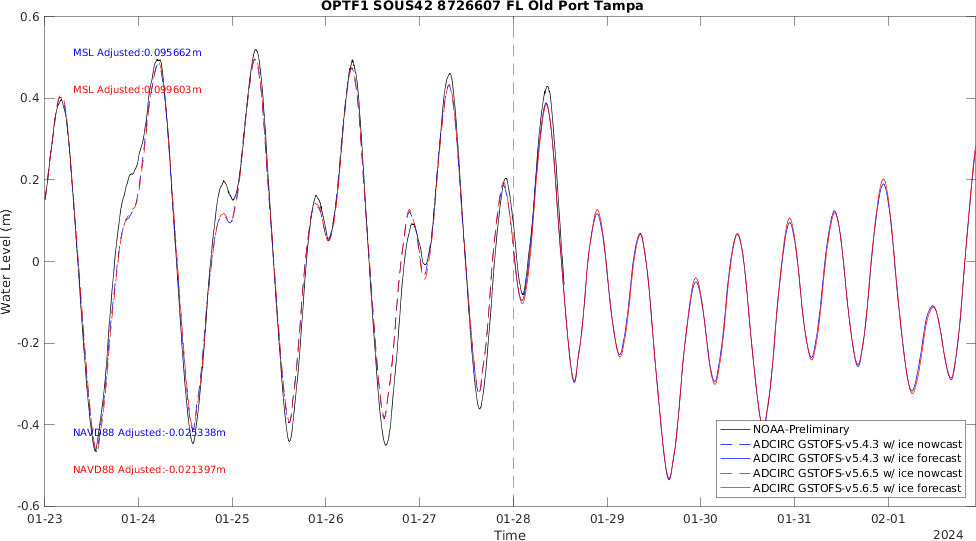 OPTF1 SOUS42 8726607 FL Old Port Tampa
0.6
MSL Adjusted:0.095662m
0.4
MSL Adjusted:0.099603m
0.2
Water Level (m)
0
-0.2
-0.4
NAVD88 Adjusted:-0.025338m
NAVD88 Adjusted:-0.021397m
-0.6
NOAA-Preliminary
ADCIRC GSTOFS-v5.4.3 w/ ice nowcast
ADCIRC GSTOFS-v5.4.3 w/ ice forecast
ADCIRC GSTOFS-v5.6.5 w/ ice nowcast
ADCIRC GSTOFS-v5.6.5 w/ ice forecast
01-23 01-24 01-25 01-26 01-27 01-28 01-29 01-30 01-31 02-01
Time
2024